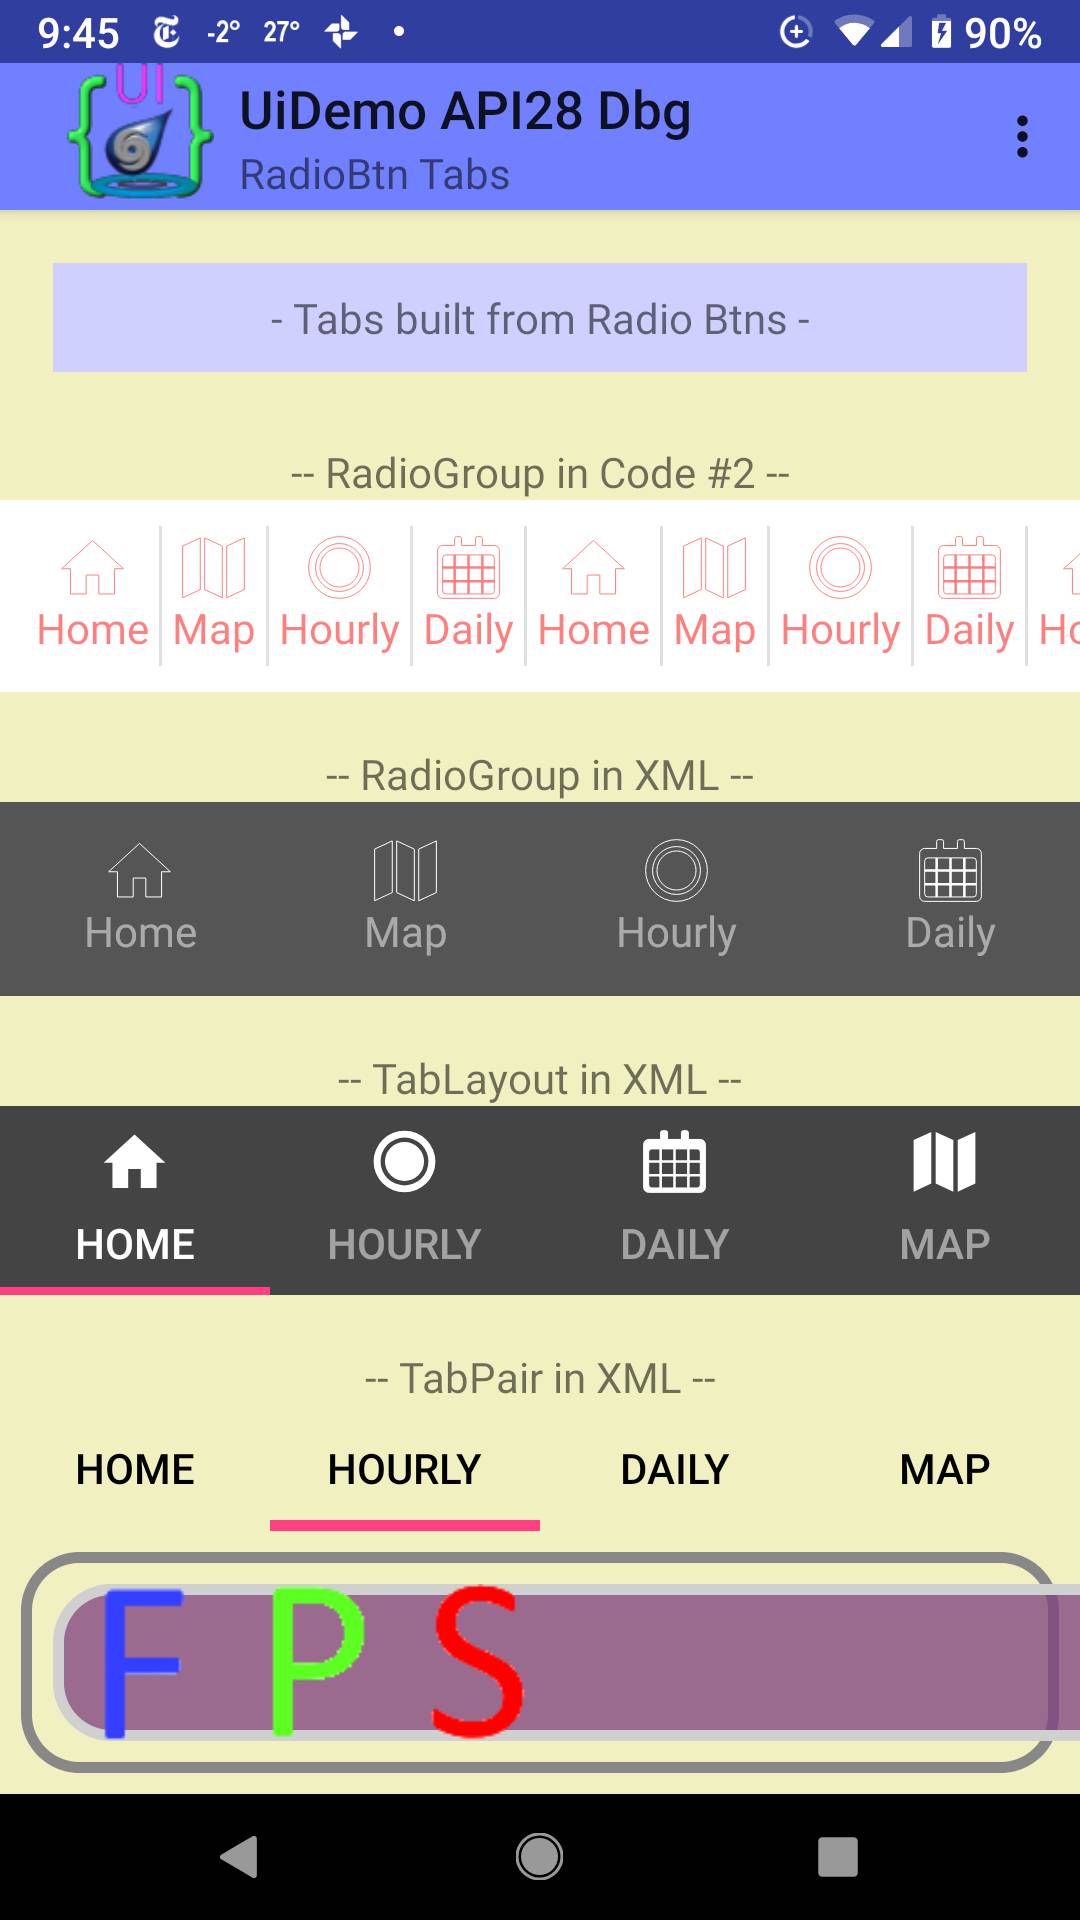 9:45 -2° 27° 90%
UI
UiDemo API28 Dbg
RadioBtn Tabs
- Tabs built from Radio Btns -
-- RadioGroup in Code #2 --
Home Map Hourly Daily Home Map Hourly Daily Ho
-- RadioGroup in XML --
Home Map Hourly Daily
-- TabLayout in XML --
HOME HOURLY DAILY MAP
-- TabPair in XML --
HOME HOURLY DAILY MAP
F P S